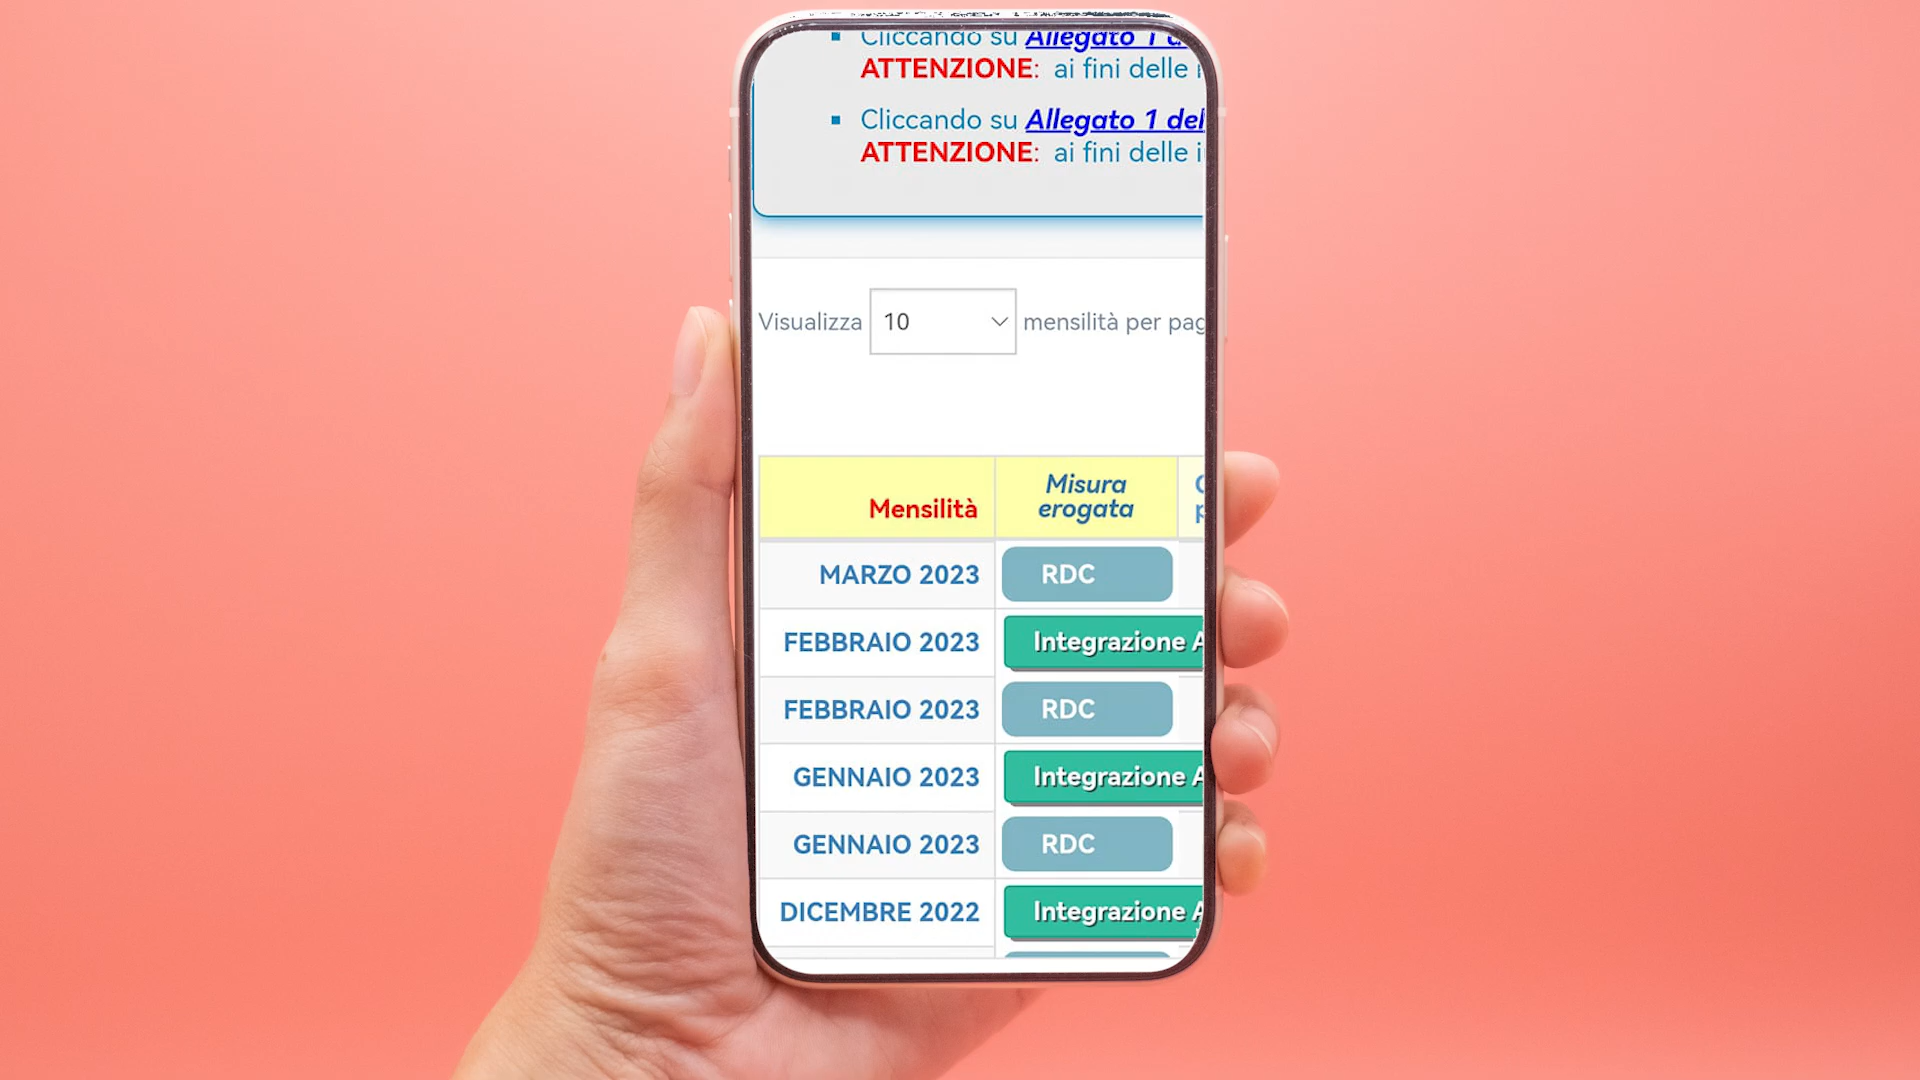 Cliccando su Allegato 1 d
ATTENZIONE: ai fini delle
Cliccando su Allegato 1 del
ATTENZIONE: ai fini delle
Visualizza 10 mensilità per pag
Mensilità
Misura
erogata
MARZO 2023 RDC
FEBBRAIO 2023 Integrazione A
FEBBRAIO 2023 RDC
GENNAIO 2023 Integrazione A
GENNAIO 2023 RDC
DICEMBRE 2022 Integrazione A